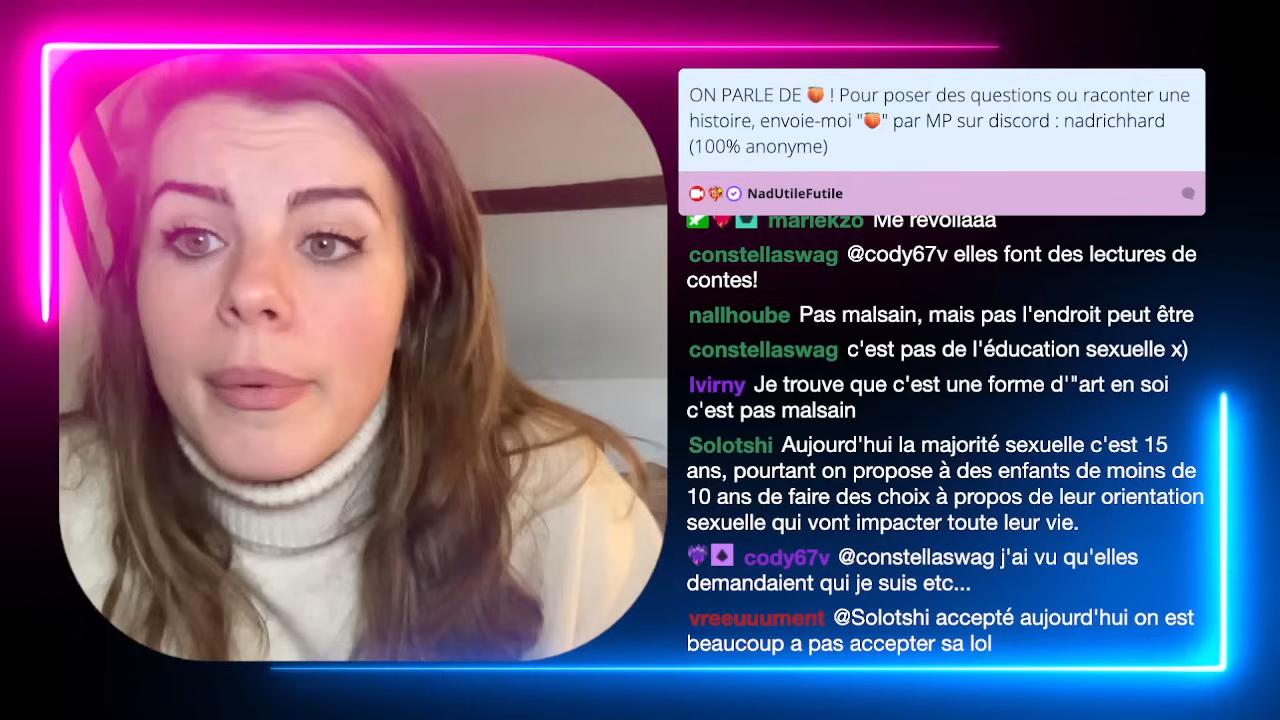 ON PARLE DE 🍑 ! Pour poser des questions ou raconter une
histoire, envoie-moi "🍑" par MP sur discord : nadrichhard
(100% anonyme)
NadUtileFutile
mariekzo Me revoilaaa
constellaswag @cody67v elles font des lectures de
contes!
nallhoube Pas malsain, mais pas l'endroit peut être
constellaswag c'est pas de l'éducation sexuelle x)
lvirny Je trouve que c'est une forme d'"art en soi
c'est pas malsain
Solotshi Aujourd'hui la majorité sexuelle c'est 15
ans, pourtant on propose à des enfants de moins de
10 ans de faire des choix à propos de leur orientation
sexuelle qui vont impacter toute leur vie.
cody67v @constellaswag j'ai vu qu'elles
demandaient qui je suis etc...
vreeuuument @Solotshi accepté aujourd'hui on est
beaucoup a pas accepter sa lol